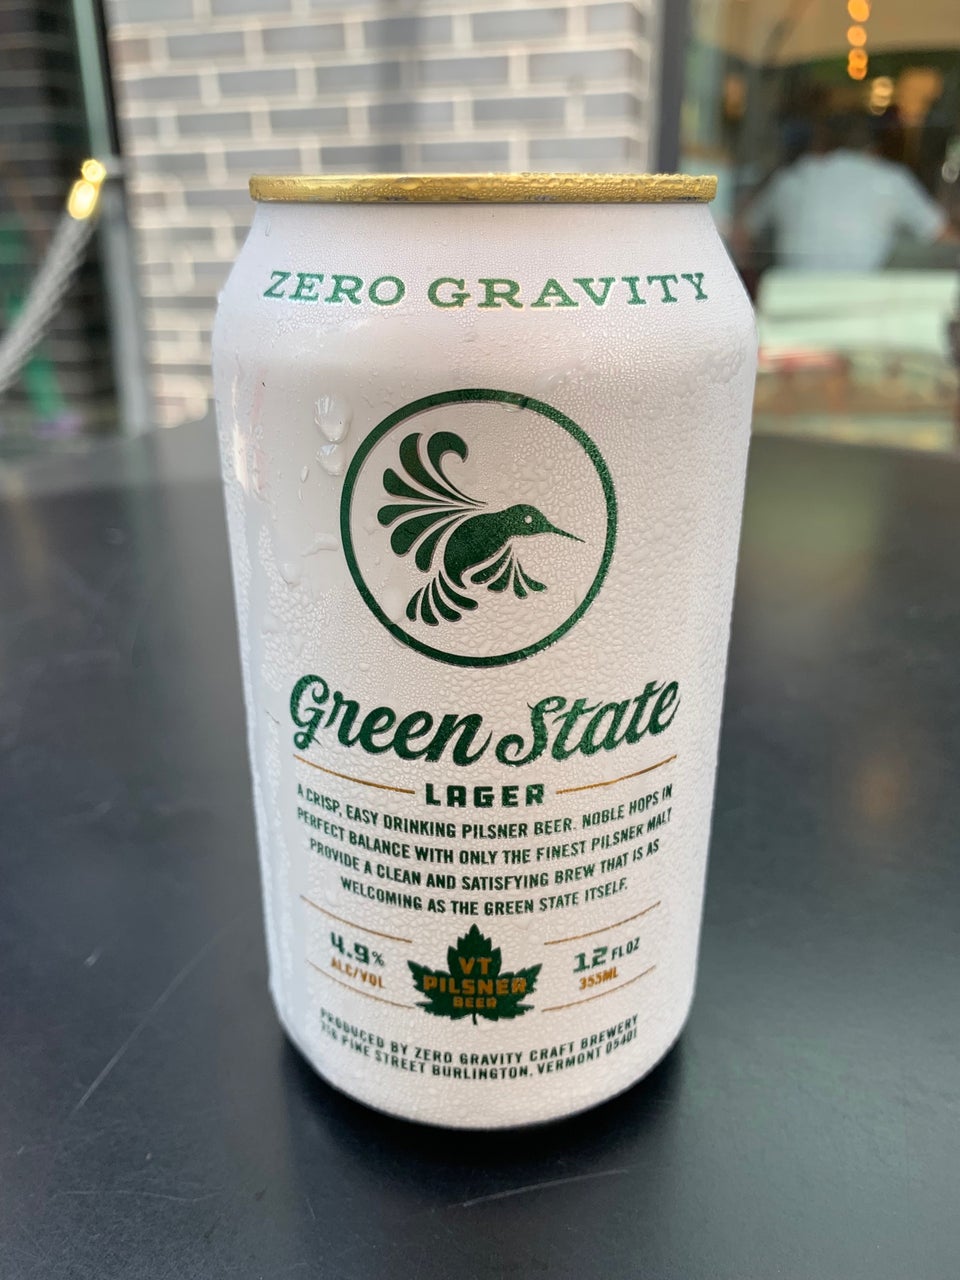 ZERO GRAVITY
Green State
LAGER
A CRISP, EASY DRINKING PILSNER BEER. NOBLE HOPS IN
PERFECT BALANCE WITH ONLY THE FINEST PILSNER MALT
PROVIDE A CLEAN AND SATISFYING BREW THAT IS AS
WELCOMING AS THE GREEN STATE ITSELF.
4.9%
ALC/VOL
VT
PILSNER
BEER
12 FL OZ
355ML
PRODUCED BY ZERO GRAVITY CRAFT BREWERY
716 PINE STREET BURLINGTON, VERMONT 05401